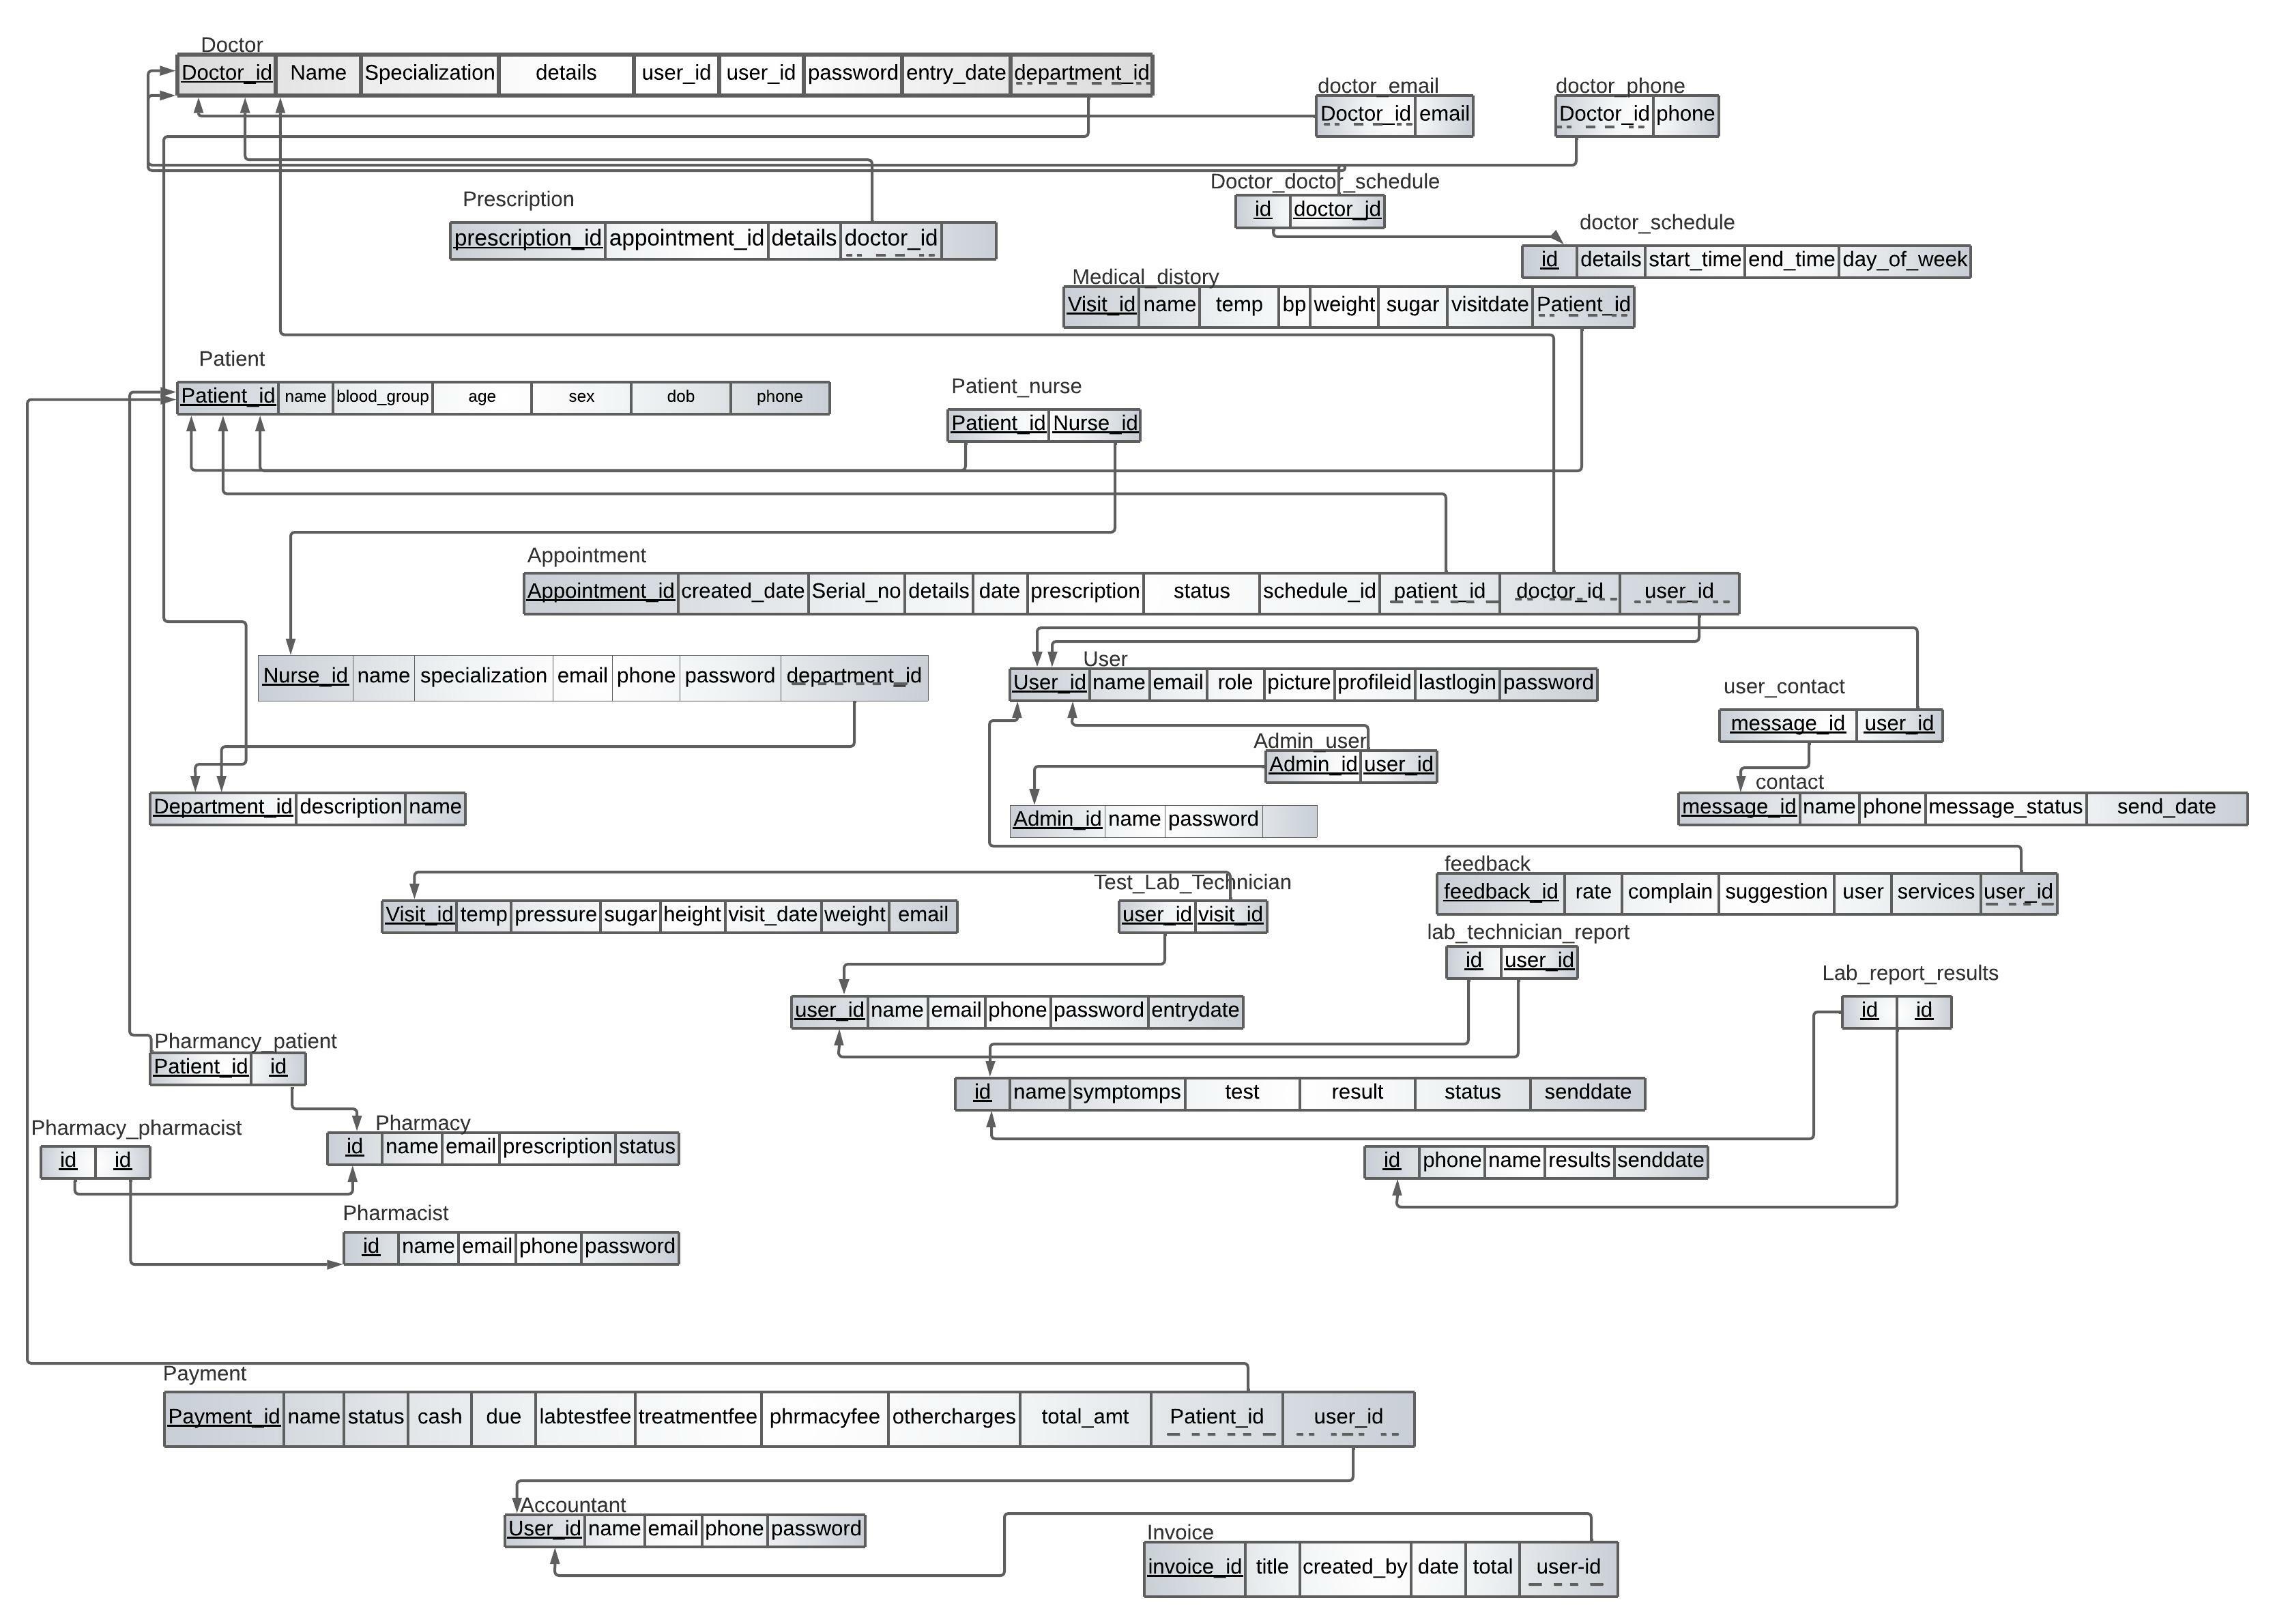 Doctor
Doctor_id Name Specialization details user_id user_id password entry_date department_id
doctor_email
Doctor_id email
doctor_phone
Doctor_id phone
Doctor_doctor_schedule
id doctor_jd
Prescription
prescription_id appointment_id details doctor_id
doctor_schedule
id details start_time end_time day_of_week
Medical_distory
Visit_id name temp bp weight sugar visitdate Patient_id
Patient
Patient_id name blood_group age sex dob phone
Patient_nurse
Patient_id Nurse_id
Appointment
Appointment_id created_date Serial_no details date prescription status schedule_id patient_id doctor_id user_id
Nurse_id name specialization email phone password department_id
User
User_id name email role picture profileid lastlogin password
user_contact
message_id user_id
Admin_user
Admin_id user_id
contact
message_id name phone message_status send_date
Department_id description name
Admin_id name password
feedback
feedback_id rate complain suggestion user services user_id
Test_Lab_Technician
user_id visit_id
Visit_id temp pressure sugar height visit_date weight email
lab_technician_report
id user_id
Lab_report_results
id id
user_id name email phone password entrydate
Pharmancy_patient
Patient_id id
id name symptomps test result status senddate
Pharmacy_pharmacist
id id
Pharmacy
id name email prescription status
id phone name results senddate
Pharmacist
id name email phone password
Payment
Payment_id name status cash due labtestfee treatmentfee phrmacyfee othercharges total_amt Patient_id user_id
Accountant
User_id name email phone password
Invoice
invoice_id title created_by date total user-id